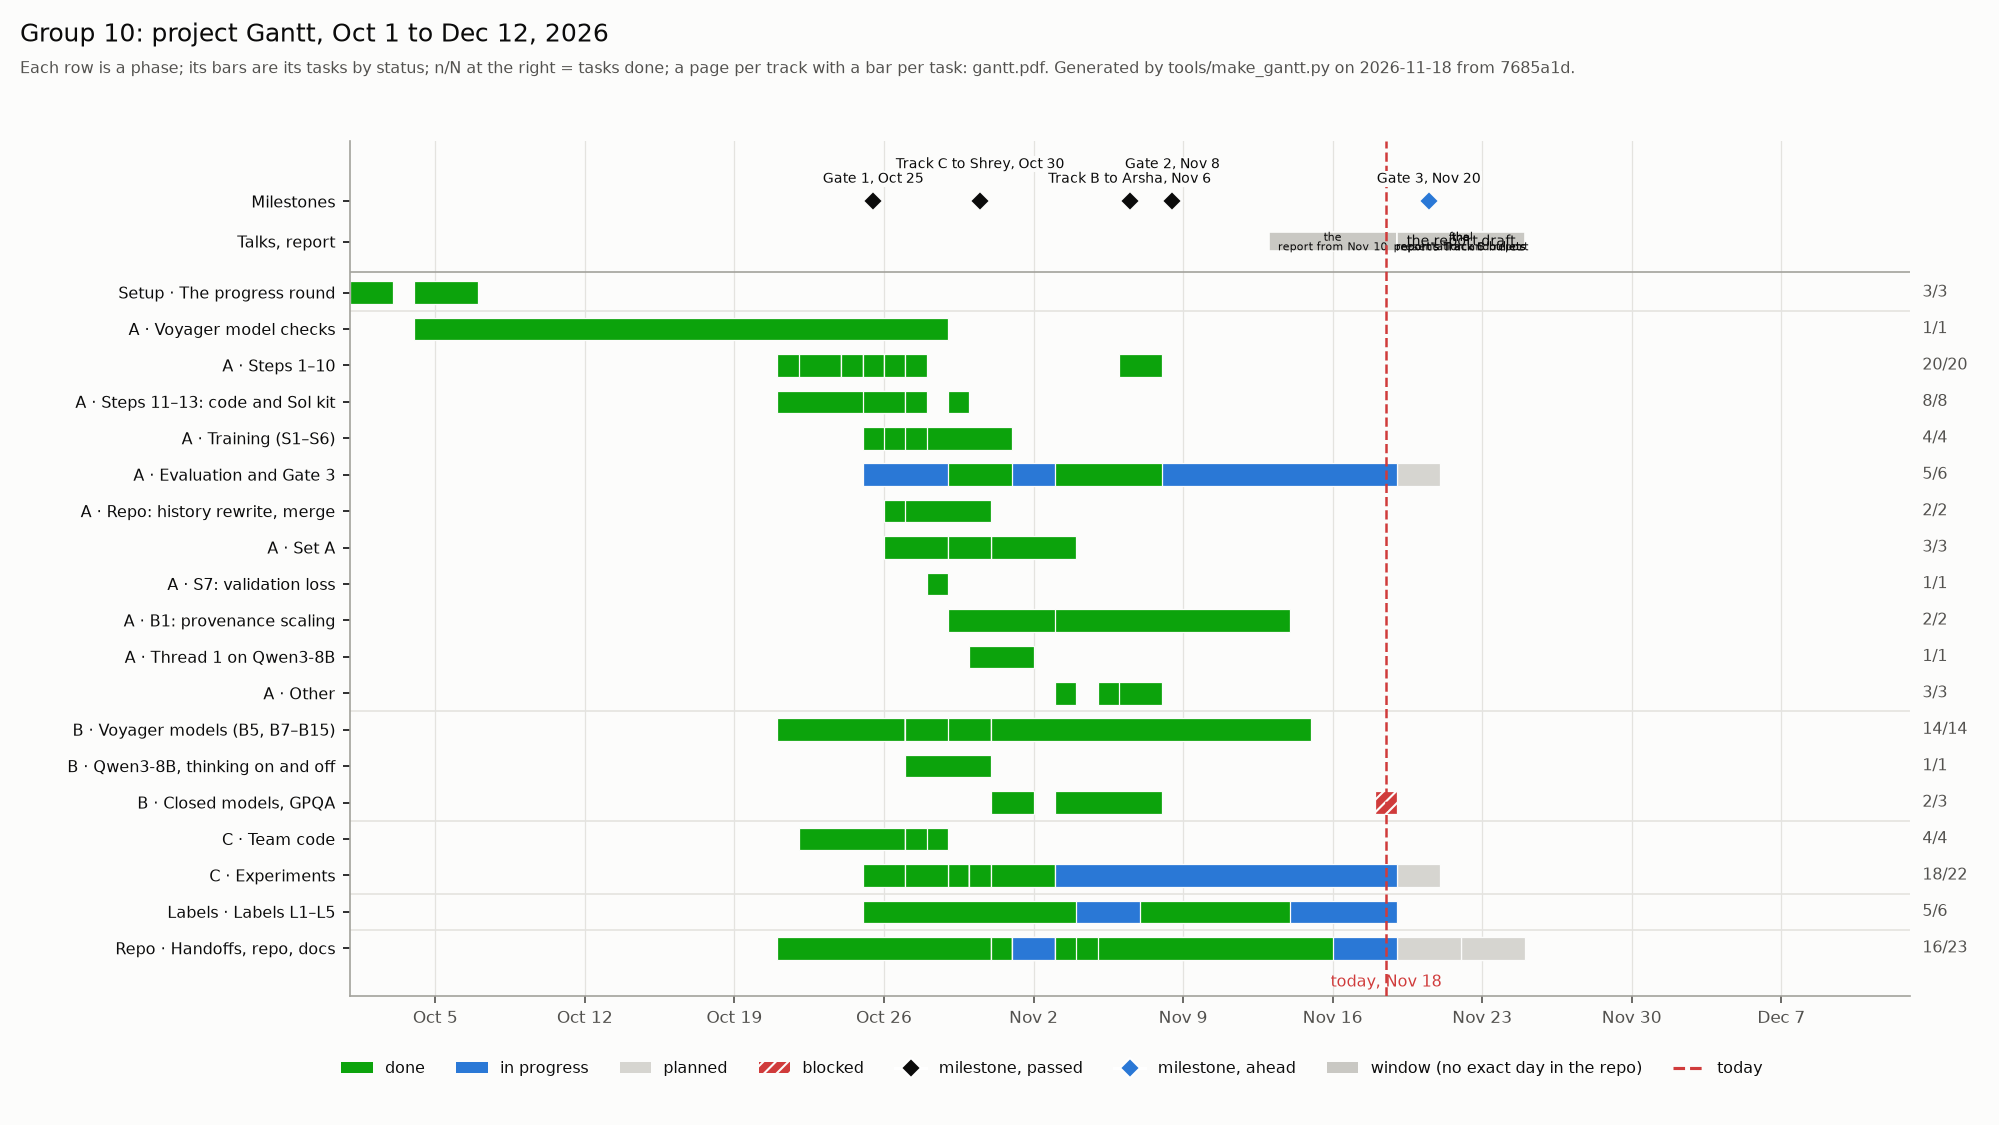 Group 10: project Gantt, Oct 1 to Dec 12, 2026
Each row is a phase; its bars are its tasks by status; n/N at the right = tasks done; a page per track with a bar per task: gantt.pdf. Generated by tools/make_gantt.py on 2026-11-18 from 7685a1d.
Track C to Shrey, Oct 30
Gate 2, Nov 8
Gate 1, Oct 25
Track B to Arsha, Nov 6
Gate 3, Nov 20
Milestones
Talks, report
the
report from Nov 10
the report draft
Setup · The progress round 3/3
A · Voyager model checks 1/1
A · Steps 1–10 20/20
A · Steps 11–13: code and Sol kit 8/8
A · Training (S1–S6) 4/4
A · Evaluation and Gate 3 5/6
A · Repo: history rewrite, merge 2/2
A · Set A 3/3
A · S7: validation loss 1/1
A · B1: provenance scaling 2/2
A · Thread 1 on Qwen3-8B 1/1
A · Other 3/3
B · Voyager models (B5, B7–B15) 14/14
B · Qwen3-8B, thinking on and off 1/1
B · Closed models, GPQA 2/3
C · Team code 4/4
C · Experiments 18/22
Labels · Labels L1–L5 5/6
Repo · Handoffs, repo, docs 16/23
today, Nov 18
Oct 5 Oct 12 Oct 19 Oct 26 Nov 2 Nov 9 Nov 16 Nov 23 Nov 30 Dec 7
done in progress planned blocked milestone, passed milestone, ahead window (no exact day in the repo) today